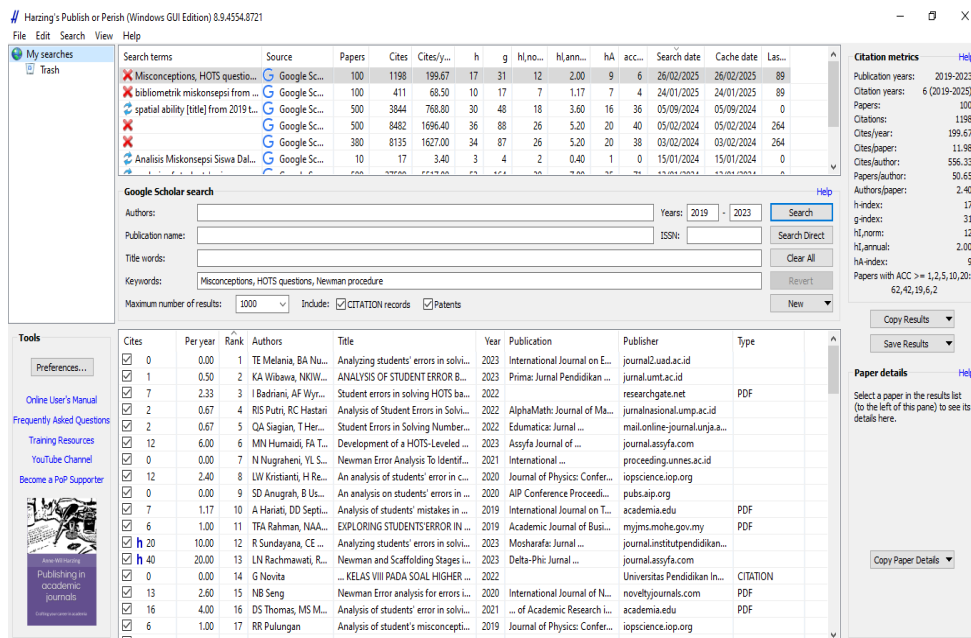 Harzing's Publish or Perish (Windows GUI Edition) 8.9.4554.8721
File Edit Search View Help
My searches
Trash
Search terms Source Papers Cites Cites/y... h g hI,no... hI,ann... hA acc... Search date Cache date Las...
Misconceptions, HOTS questio... Google Sc... 100 1198 199.67 17 31 12 2.00 9 6 26/02/2025 26/02/2025 89
bibliometrik miskonsepsi from ... Google Sc... 100 411 68.50 10 17 7 1.17 7 4 24/01/2025 24/01/2025 89
spatial ability [title] from 2019 t... Google Sc... 500 3844 768.80 30 48 18 3.60 16 36 05/09/2024 05/09/2024 0
Google Sc... 500 8482 1696.40 36 88 26 5.20 20 40 05/02/2024 05/02/2024 264
Google Sc... 380 8135 1627.00 34 87 26 5.20 20 38 03/02/2024 03/02/2024 264
Analisis Miskonsepsi Siswa Dal... Google Sc... 10 17 3.40 3 4 2 0.40 1 0 15/01/2024 15/01/2024 0
Google Scholar search Help
Authors: Years: 2019 - 2023 Search
Publication name: ISSN: Search Direct
Title words: Clear All
Keywords: Misconceptions, HOTS questions, Newman procedure Revert
Maximum number of results: 1000 Include: CITATION records Patents New
Cites Per year Rank Authors Title Year Publication Publisher Type
0 0.00 1 TE Melania, BA Nu... Analyzing students' errors in solvi... 2023 International Journal on E... journal2.uad.ac.id
1 0.50 2 KA Wibawa, NKIW... ANALYSIS OF STUDENT ERROR B... 2023 Prima: Jurnal Pendidikan ... jurnal.umt.ac.id
7 2.33 3 I Badriani, AF Wyr... Student errors in solving HOTS ba... 2022 researchgate.net PDF
2 0.67 4 RIS Putri, RC Hastari Analysis of Student Errors in Solvi... 2022 AlphaMath: Journal of Ma... jurnalnasional.ump.ac.id
2 0.67 5 QA Siagian, T Her... Student Errors in Solving Number... 2022 Edumatica: Jurnal ... mail.online-journal.unja.a...
12 6.00 6 MN Humaidi, FA T... Development of a HOTS-Leveled ... 2023 Assyfa Journal of ... journal.assyfa.com
0 0.00 7 N Nugraheni, YL S... Newman Error Analysis To Identif... 2021 International ... proceeding.unnes.ac.id
12 2.40 8 LW Kristianti, H Re... An analysis of students' error in c... 2020 Journal of Physics: Confer... iopscience.iop.org
0 0.00 9 SD Anugrah, B Us... An analysis on students' errors in ... 2020 AIP Conference Proceedi... pubs.aip.org
7 1.17 10 A Hariati, DD Septi... Analysis of students' mistakes in ... 2019 International Journal on T... academia.edu PDF
6 1.00 11 TFA Rahman, NAA... EXPLORING STUDENTS'ERROR IN ... 2019 Academic Journal of Busi... myjms.mohe.gov.my PDF
h 20 10.00 12 R Sundayana, CE ... Analyzing students' errors in solvi... 2023 Mosharafa: Jurnal ... journal.institutpendidikan...
h 40 20.00 13 LN Rachmawati, R... Newman and Scaffolding Stages i... 2023 Delta-Phi: Jurnal ... journal.assyfa.com
0 0.00 14 G Novita ... KELAS VIII PADA SOAL HIGHER ... 2022 Universitas Pendidikan In... CITATION
13 2.60 15 NB Seng Newman Error analysis for errors i... 2020 International Journal of N... noveltyjournals.com PDF
16 4.00 16 DS Thomas, MS M... Analysis of students' error in solvi... 2021 ... of Academic Research i... academia.edu PDF
6 1.00 17 RR Pulungan Analysis of student's misconcepti... 2019 Journal of Physics: Confer... iopscience.iop.org
Tools
Preferences...
Online User's Manual
Frequently Asked Questions
Training Resources
YouTube Channel
Become a PoP Supporter
Anne-Wil Harzing
Publishing in
academic
journals
Citation metrics Help
Publication years: 2019-2023
Citation years: 6 (2019-2025)
Papers: 100
Citations: 1198
Cites/year: 199.67
Cites/paper: 11.98
Cites/author: 556.33
Papers/author: 50.65
Authors/paper: 2.40
h-index: 17
g-index: 31
hI,norm: 12
hI,annual: 2.00
hA-index: 9
Papers with ACC >= 1,2,5,10,20:
62,42,19,6,2
Copy Results
Save Results
Paper details Help
Select a paper in the results list
(to the left of this pane) to see its
details here.
Copy Paper Details